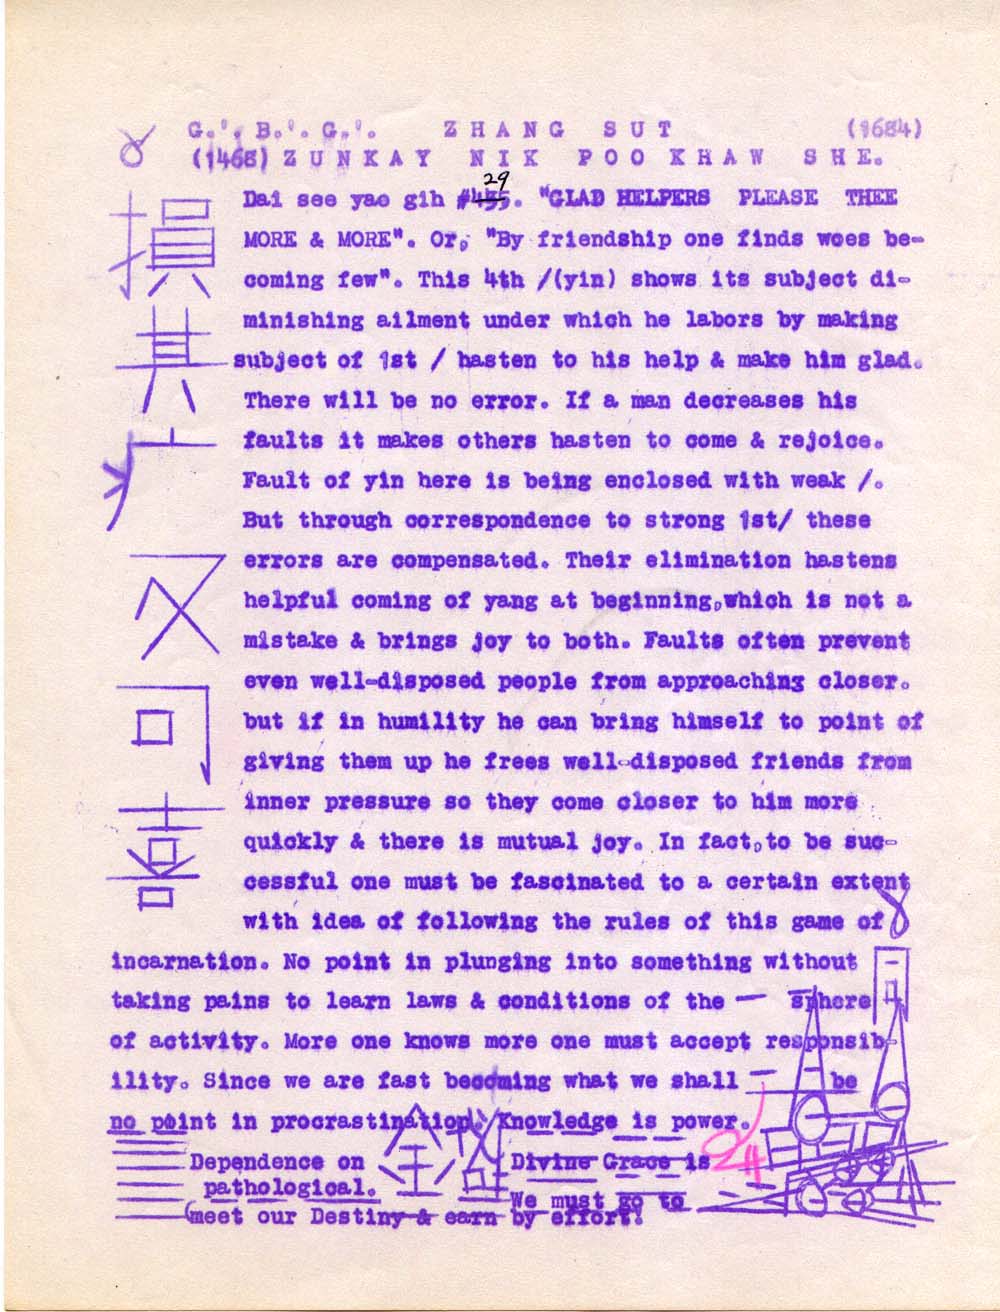 G.'. B.'. G.'. ZHANG SUT (1684)
(1468) ZUNKAY NIK POO KHAW SHE.
29
Dai see yao gih #435. "GLAD HELPERS PLEASE THEE
MORE & MORE". Or, "By friendship one finds woes be-
coming few". This 4th /(yin) shows its subject di-
minishing ailment under which he labors by making
subject of 1st / hasten to his help & make him glad.
There will be no error. If a man decreases his
faults it makes others hasten to come & rejoice.
Fault of yin here is being enclosed with weak /.
But through correspondence to strong 1st/ these
errors are compensated. Their elimination hastens
helpful coming of yang at beginning, which is not a
mistake & brings joy to both. Faults often prevent
even well-disposed people from approaching closer.
but if in humility he can bring himself to point of
giving them up he frees well-disposed friends from
inner pressure so they come closer to him more
quickly & there is mutual joy. In fact, to be suc-
cessful one must be fascinated to a certain extent
with idea of following the rules of this game of
incarnation. No point in plunging into something without
taking pains to learn laws & conditions of the sphere
of activity. More one knows more one must accept responsib-
ility. Since we are fast becoming what we shall be
no point in procrastination. Knowledge is power.
Dependence on Divine Grace is
pathological. We must go to
(meet our Destiny & earn by effort!
損
其
疒
又
可
喜